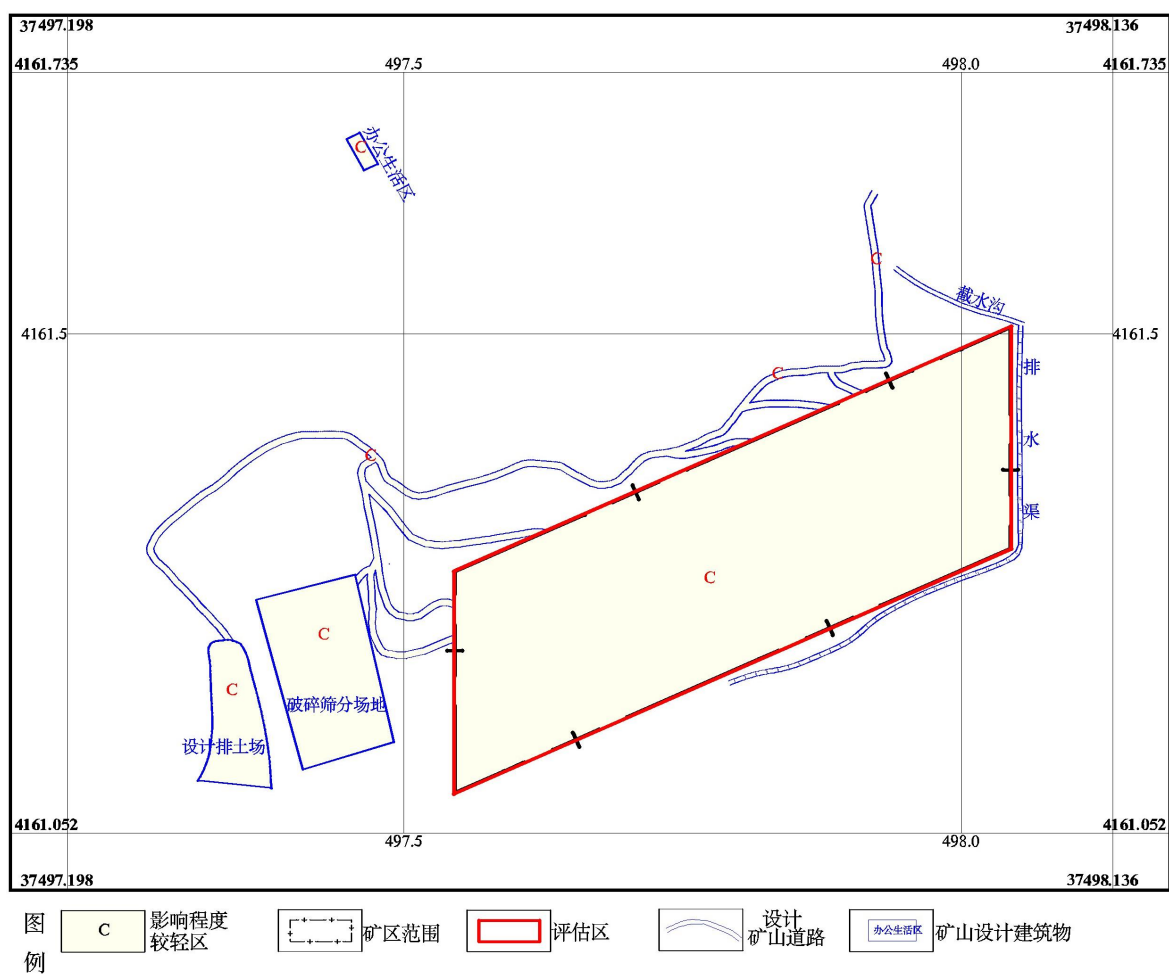 37497.198
37498.136
4161.735
497.5
498.0
4161.735
C
办公生活区
C
截水沟
4161.5
4161.5
排水渠
C
C
C
C
C
破碎筛分场地
设计排土场
4161.052
497.5
498.0
4161.052
37497.198
37498.136
图例
C
影响程度
较轻区
矿区范围
评估区
设计
矿山道路
办公生活区
矿山设计建筑物